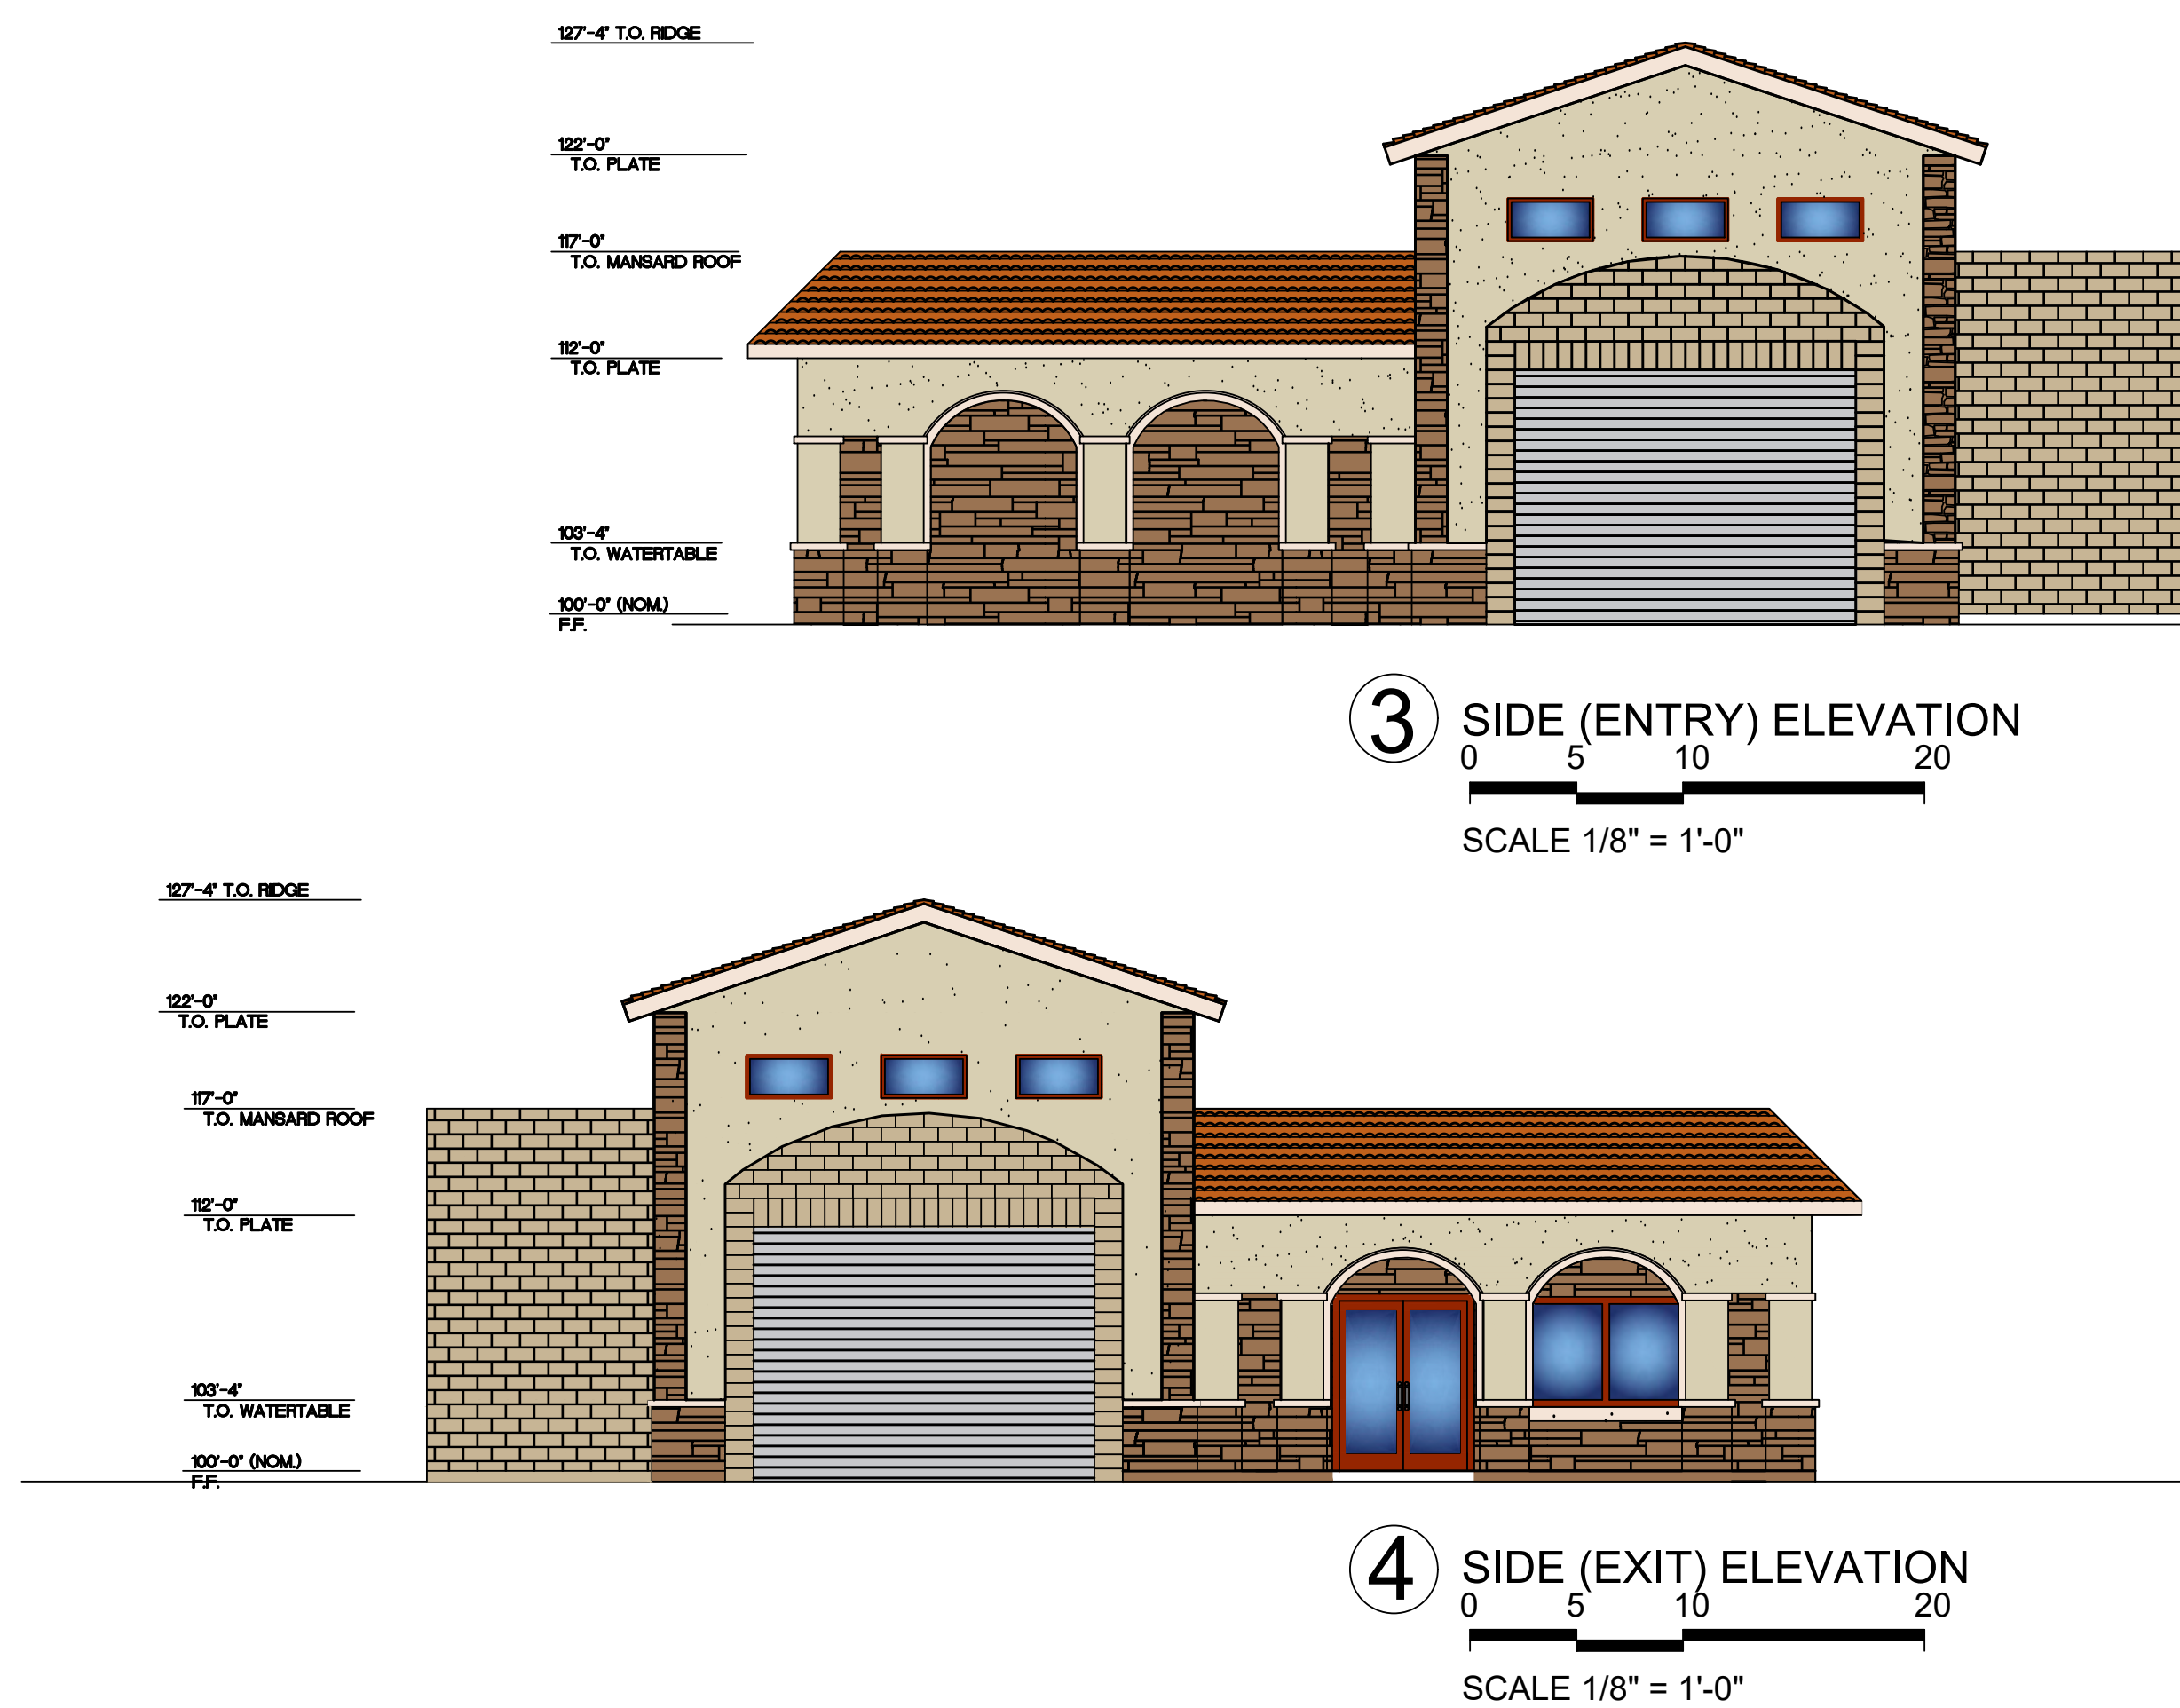 127'-4" T.O. RIDGE
122'-0"
T.O. PLATE
117'-0"
T.O. MANSARD ROOF
112'-0"
T.O. PLATE
103'-4"
T.O. WATERTABLE
100'-0" (NOM.)
F.F.
3 SIDE (ENTRY) ELEVATION
0 5 10 20
SCALE 1/8" = 1'-0"
127'-4" T.O. RIDGE
122'-0"
T.O. PLATE
117'-0"
T.O. MANSARD ROOF
112'-0"
T.O. PLATE
103'-4"
T.O. WATERTABLE
100'-0" (NOM.)
F.F.
4 SIDE (EXIT) ELEVATION
0 5 10 20
SCALE 1/8" = 1'-0"